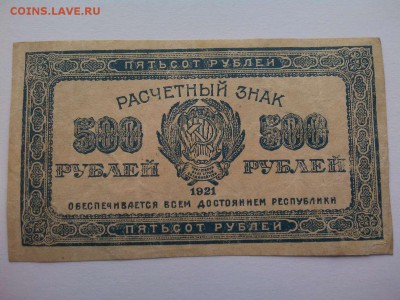 COINS.LAVE.RU
ПЯТЬСОТ РУБЛЕЙ
РАСЧЕТНЫЙ ЗНАК
500 500
РУБЛЕЙ РУБЛЕЙ
1921
ОБЕСПЕЧИВАЕТСЯ ВСЕМ ДОСТОЯНИЕМ РЕСПУБЛИКИ
ПЯТЬСОТ РУБЛЕЙ